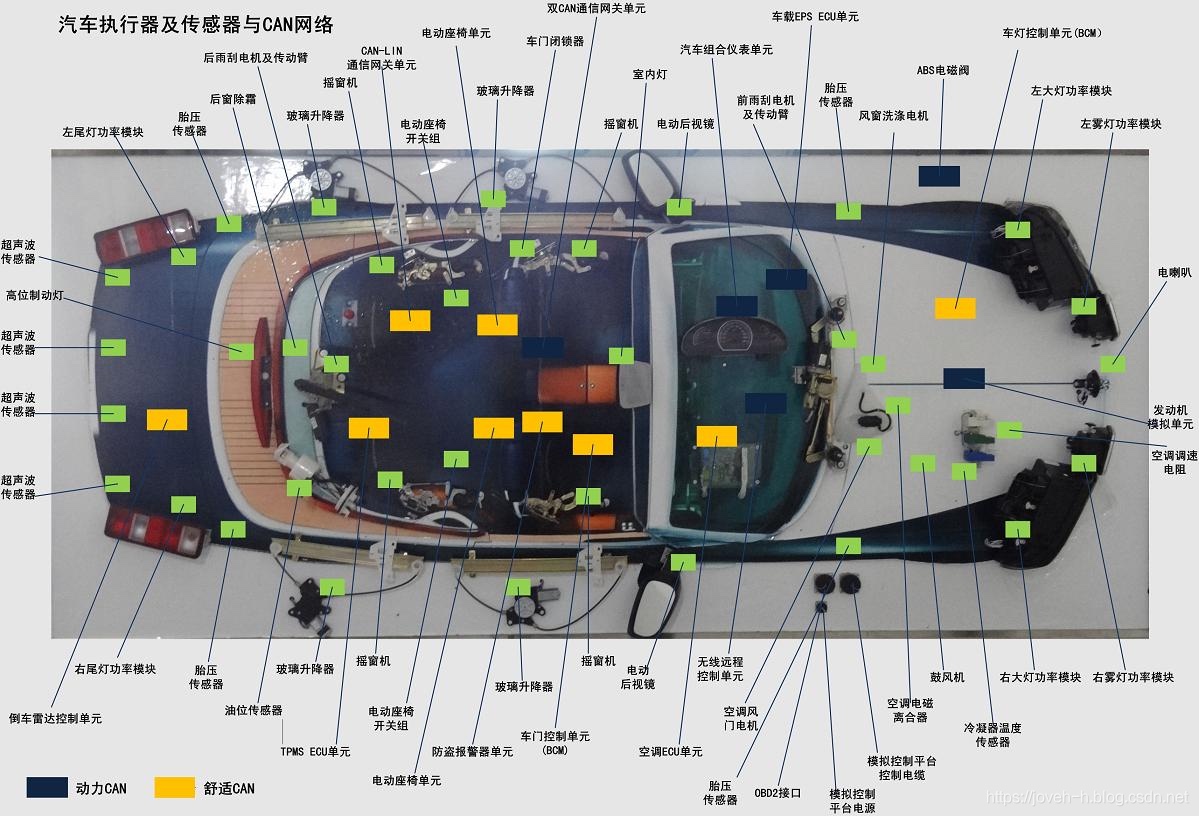 汽车执行器及传感器与CAN网络
双CAN通信网关单元
车载EPS ECU单元
电动座椅单元
车门闭锁器
汽车组合仪表单元
车灯控制单元(BCM)
CAN-LIN
通信网关单元
后雨刮电机及传动臂
摇窗机
室内灯
ABS电磁阀
后窗除霜
玻璃升降器
前雨刮电机
及传动臂
胎压
传感器
左大灯功率模块
胎压
传感器
玻璃升降器
风窗洗涤电机
左尾灯功率模块
电动座椅
开关组
摇窗机
电动后视镜
左雾灯功率模块
超声波
传感器
电喇叭
高位制动灯
超声波
传感器
超声波
传感器
发动机
模拟单元
空调调速
电阻
超声波
传感器
右尾灯功率模块
胎压
传感器
玻璃升降器
摇窗机
摇窗机
电动
后视镜
无线远程
控制单元
鼓风机
右大灯功率模块
右雾灯功率模块
玻璃升降器
倒车雷达控制单元
油位传感器
电动座椅
开关组
空调风
门电机
空调电磁
离合器
冷凝器温度
传感器
TPMS ECU单元
防盗报警器单元
车门控制单元
(BCM)
空调ECU单元
电动座椅单元
模拟控制平台
控制电缆
胎压
传感器
OBD2接口
模拟控制
平台电源
动力CAN
舒适CAN
https://joveh-h.blog.csdn.net